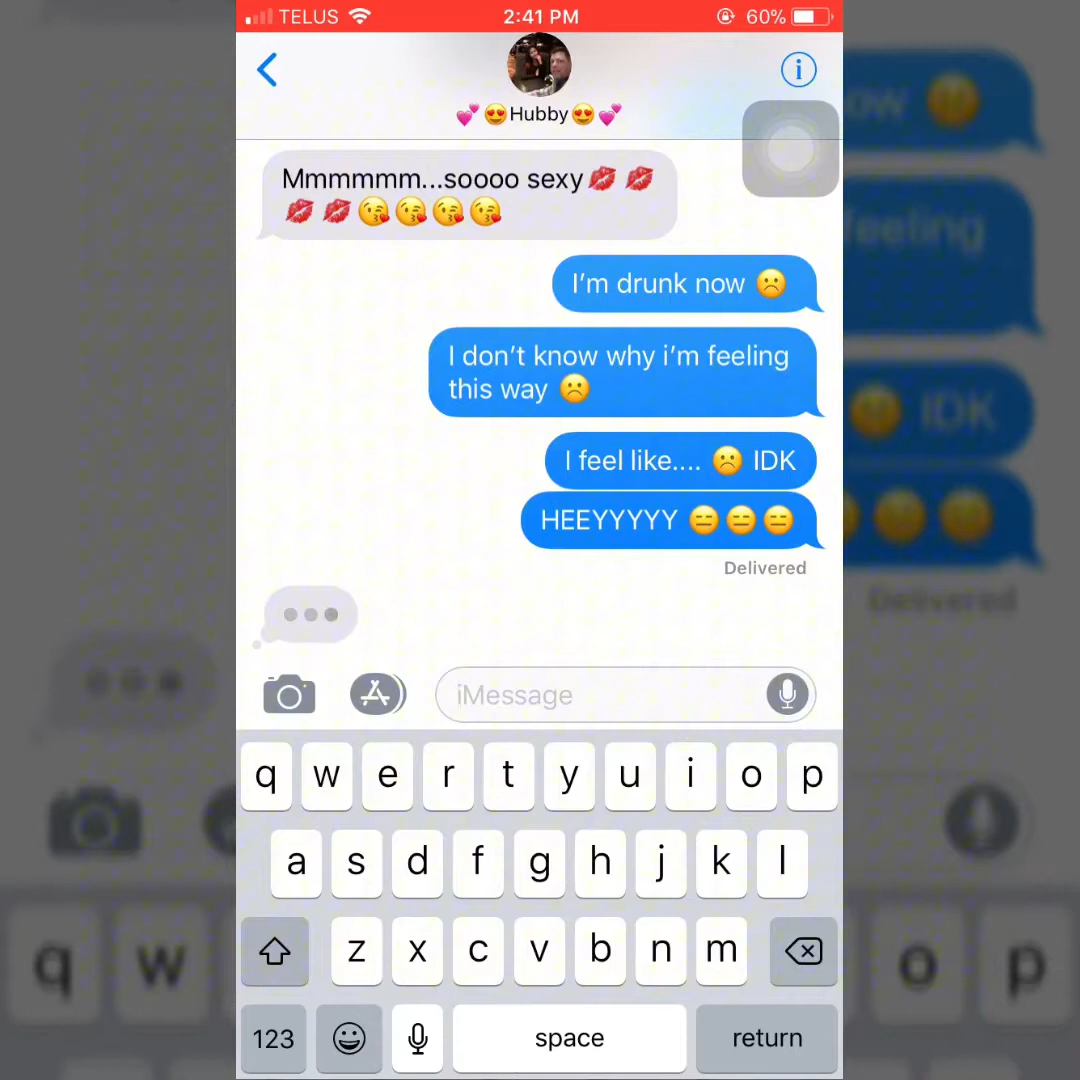 TELUS 2:41 PM 60%
💕😍Hubby😍💕
Mmmmmm...soooo sexy💋💋
💋💋😘😘😘😘
I'm drunk now ☹️
I don't know why i'm feeling
this way ☹️
I feel like.... ☹️ IDK
HEEYYYYY 😑😑😑
Delivered
iMessage
q w e r t y u i o p
a s d f g h j k l
z x c v b n m
123 space return